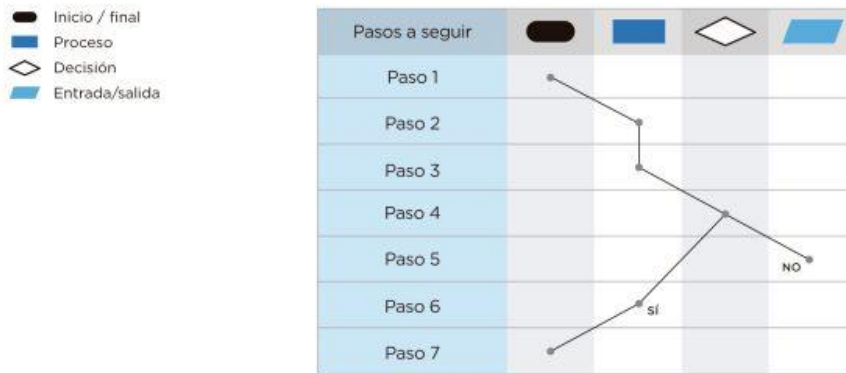 Inicio / final
Proceso
Decisión
Entrada/salida
Pasos a seguir
Paso 1
Paso 2
Paso 3
Paso 4
Paso 5
NO
Paso 6
SÍ
Paso 7